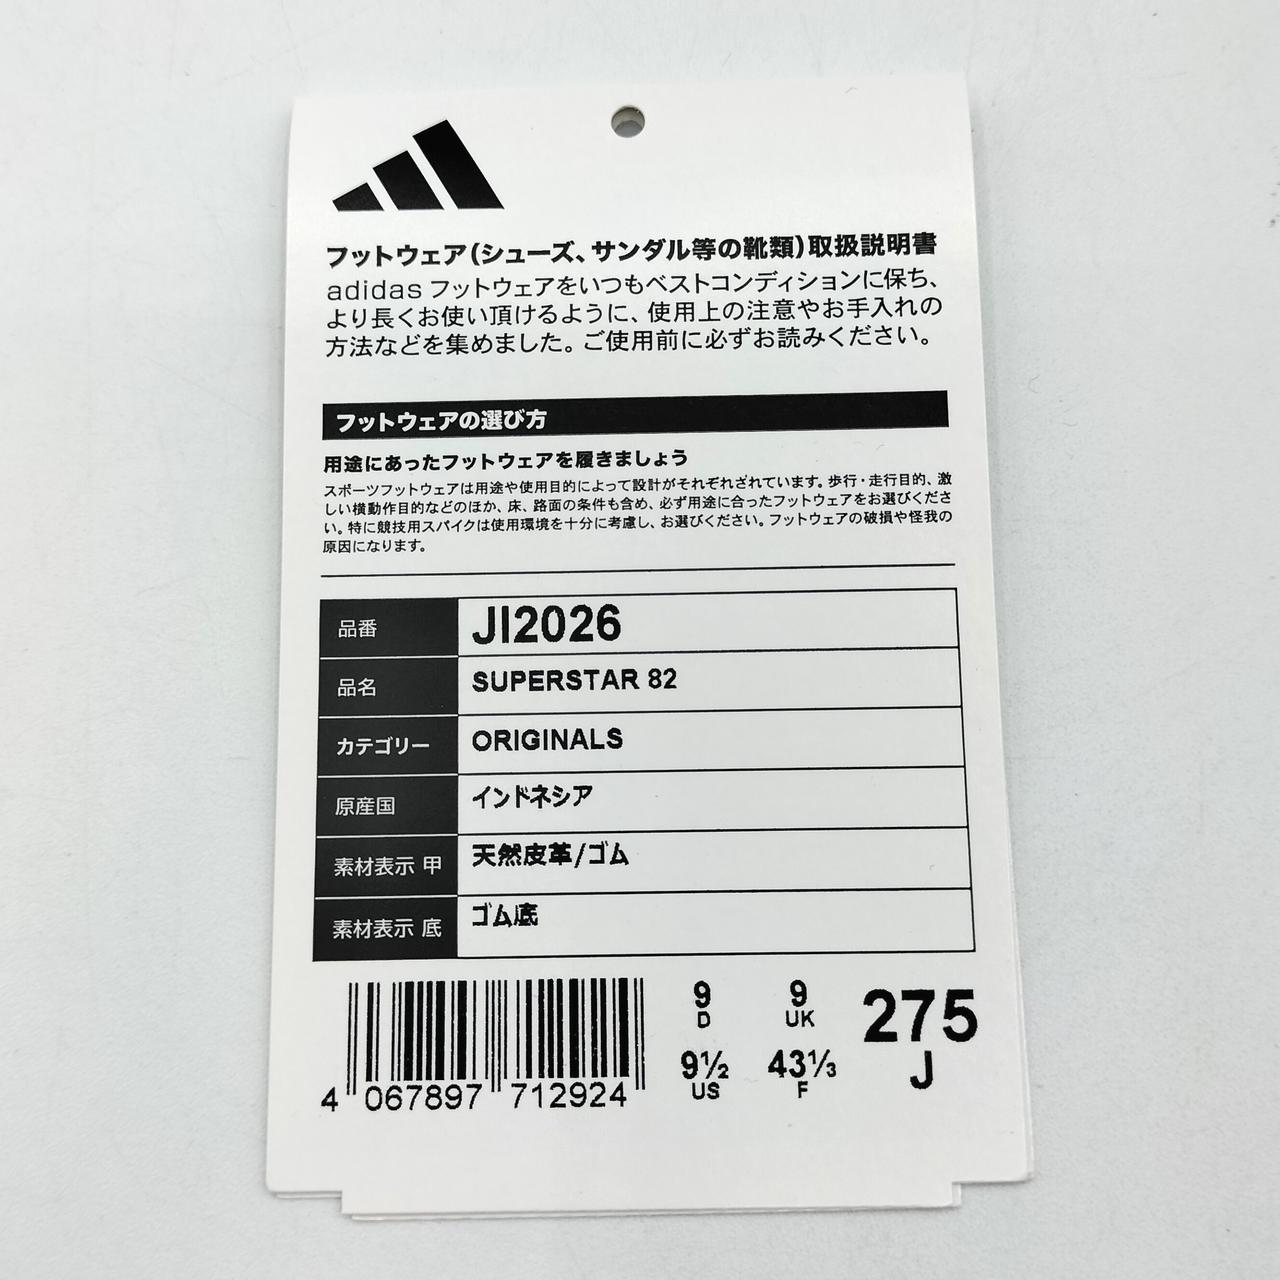 フットウェア(シューズ、サンダル等の靴類)取扱説明書
adidas フットウェアをいつもベストコンディションに保ち、
より長くお使い頂けるように、使用上の注意やお手入れの
方法などを集めました。ご使用前に必ずお読みください。
フットウェアの選び方
用途にあったフットウェアを履きましょう
スポーツフットウェアは用途や使用目的によって設計がそれぞれされています。歩行・走行目的、激
しい横動作目的などのほか、床、路面の条件も含め、必ず用途に合ったフットウェアをお選びくださ
い。特に競技用スパイクは使用環境を十分に考慮し、お選びください。フットウェアの破損や怪我の
原因になります。
品番 JI2026
品名 SUPERSTAR 82
カテゴリー ORIGINALS
原産国 インドネシア
素材表示 甲 天然皮革/ゴム
素材表示 底 ゴム底
9 9 275
D UK J
9½ 43⅓
US F
4 067897 712924